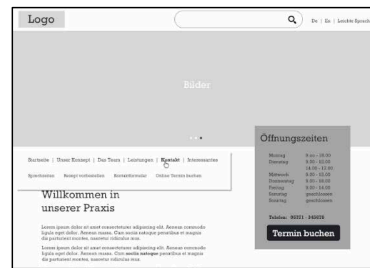 Logo
De | En | Leichte Sprache
Bilder
Startseite | Unser Konzept | Das Team | Leistungen | Kontakt | Interessantes
Sprechzeiten Rezept vorbestellen Kontaktformular Online Termin buchen
Willkommen in
unserer Praxis
Lorem ipsum dolor sit amet consectetuer adipiscing elit. Aenean commodo
ligula eget dolor. Aenean massa. Cum sociis natoque penatibus et magnis
dis parturient montes, nascetur ridiculus mus.
Lorem ipsum dolor sit amet consectetuer adipiscing elit. Aenean commodo
ligula eget dolor. Aenean massa. Cum sociis natoque penatibus et magnis
dis parturient montes, nascetur ridiculus mus.
Öffnungszeiten
Montag
Dienstag
Mittwoch
Donnerstag
Freitag
Samstag geschlossen
Sonntag geschlossen
Telefon:
Termin buchen